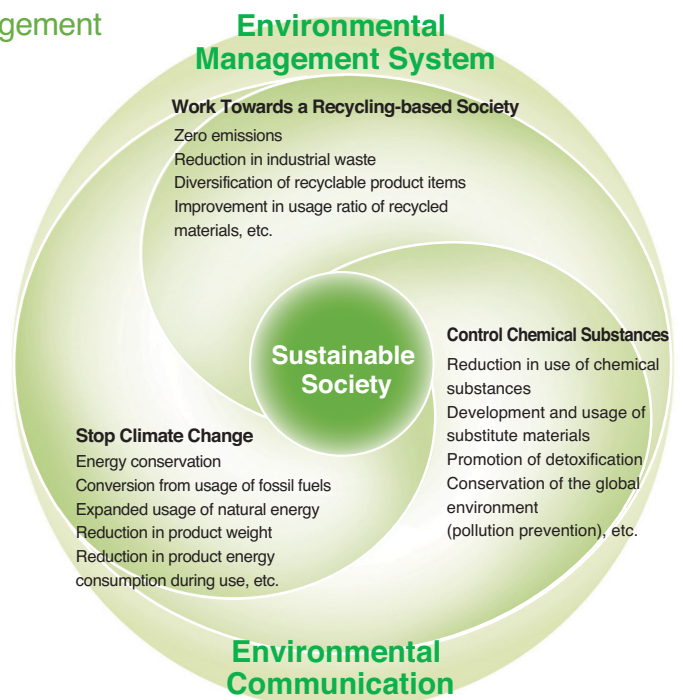 gement
Environmental
Management System
Work Towards a Recycling-based Society
Zero emissions
Reduction in industrial waste
Diversification of recyclable product items
Improvement in usage ratio of recycled
materials, etc.
Sustainable
Society
Control Chemical Substances
Reduction in use of chemical
substances
Development and usage of
substitute materials
Promotion of detoxification
Conservation of the global
environment
(pollution prevention), etc.
Stop Climate Change
Energy conservation
Conversion from usage of fossil fuels
Expanded usage of natural energy
Reduction in product weight
Reduction in product energy
consumption during use, etc.
Environmental
Communication